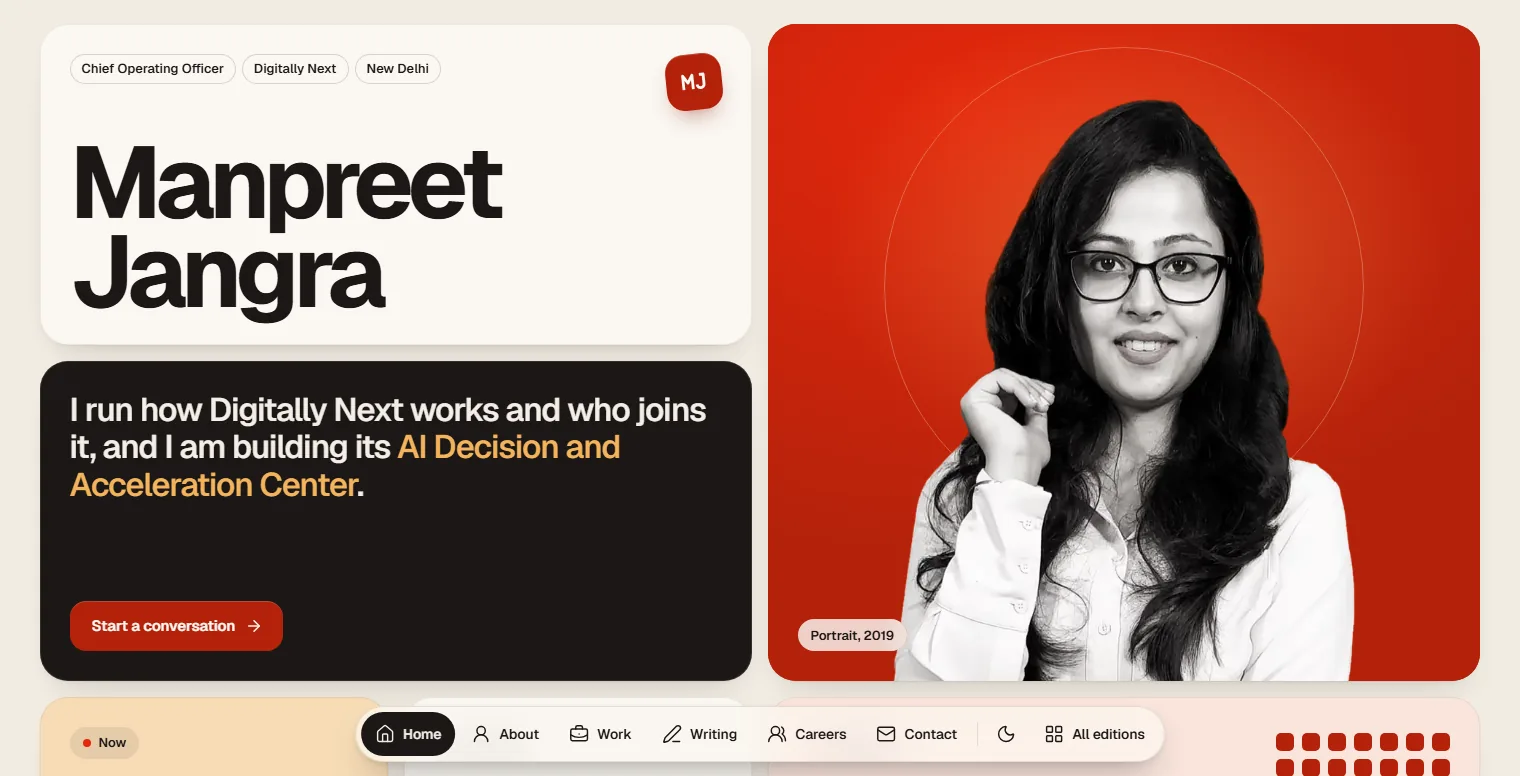 Chief Operating Officer
Digitally Next
New Delhi
MJ
Manpreet
Jangra
I run how Digitally Next works and who joins
it, and I am building its AI Decision and
Acceleration Center.
Start a conversation →
Portrait, 2019
Now
Home
About
Work
Writing
Careers
Contact
All editions